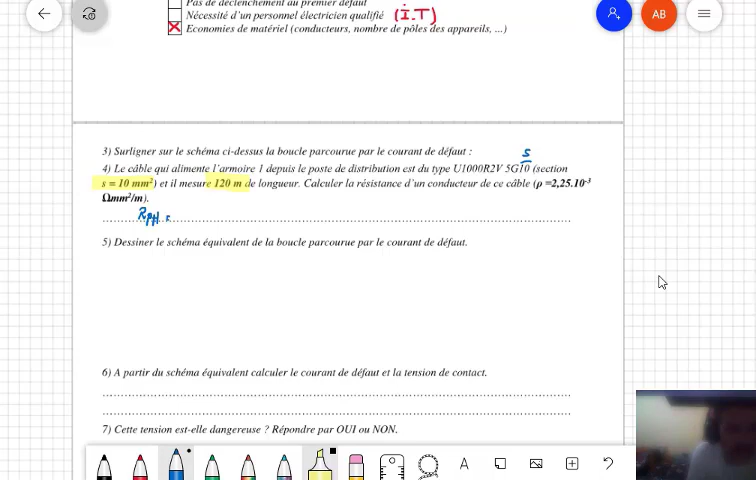 Pas de déclenchement au premier défaut
Nécessité d'un personnel électricien qualifié (I.T)
Economies de matériel (conducteurs, nombre de pôles des appareils, ...)
AB
3) Surligner sur le schéma ci-dessus la boucle parcourue par le courant de défaut :
S
4) Le câble qui alimente l'armoire 1 depuis le poste de distribution est du type U1000R2V 5G10 (section
s = 10 mm²) et il mesure 120 m de longueur. Calculer la résistance d'un conducteur de ce câble (ρ =2,25.10⁻³
Ωmm²/m).
RPH =
5) Dessiner le schéma équivalent de la boucle parcourue par le courant de défaut.
6) A partir du schéma équivalent calculer le courant de défaut et la tension de contact.
7) Cette tension est-elle dangereuse ? Répondre par OUI ou NON.
A